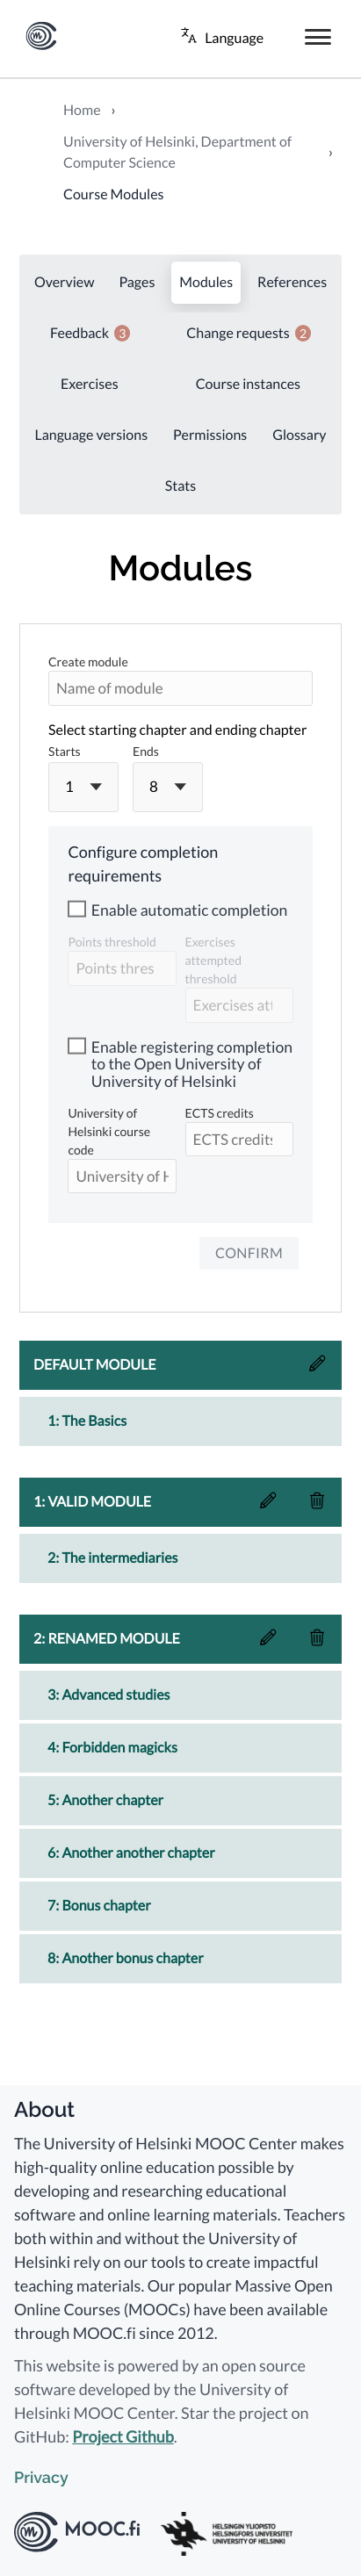 Language
Home ›
University of Helsinki, Department of
Computer Science ›
Course Modules
Overview Pages Modules References
Feedback 3 Change requests 2
Exercises Course instances
Language versions Permissions Glossary
Stats
Modules
Create module
Name of module
Select starting chapter and ending chapter
Starts Ends
1 8
Configure completion
requirements
Enable automatic completion
Points threshold
Points thres
Exercises
attempted
threshold
Exercises att
Enable registering completion
to the Open University of
University of Helsinki
University of
Helsinki course
code
University of H
ECTS credits
ECTS credits
CONFIRM
DEFAULT MODULE
1: The Basics
1: VALID MODULE
2: The intermediaries
2: RENAMED MODULE
3: Advanced studies
4: Forbidden magicks
5: Another chapter
6: Another another chapter
7: Bonus chapter
8: Another bonus chapter
About
The University of Helsinki MOOC Center makes
high-quality online education possible by
developing and researching educational
software and online learning materials. Teachers
both within and without the University of
Helsinki rely on our tools to create impactful
teaching materials. Our popular Massive Open
Online Courses (MOOCs) have been available
through MOOC.fi since 2012.
This website is powered by an open source
software developed by the University of
Helsinki MOOC Center. Star the project on
GitHub: Project Github.
Privacy
MOOC.fi
HELSINGIN YLIOPISTO
HELSINGFORS UNIVERSITET
UNIVERSITY OF HELSINKI